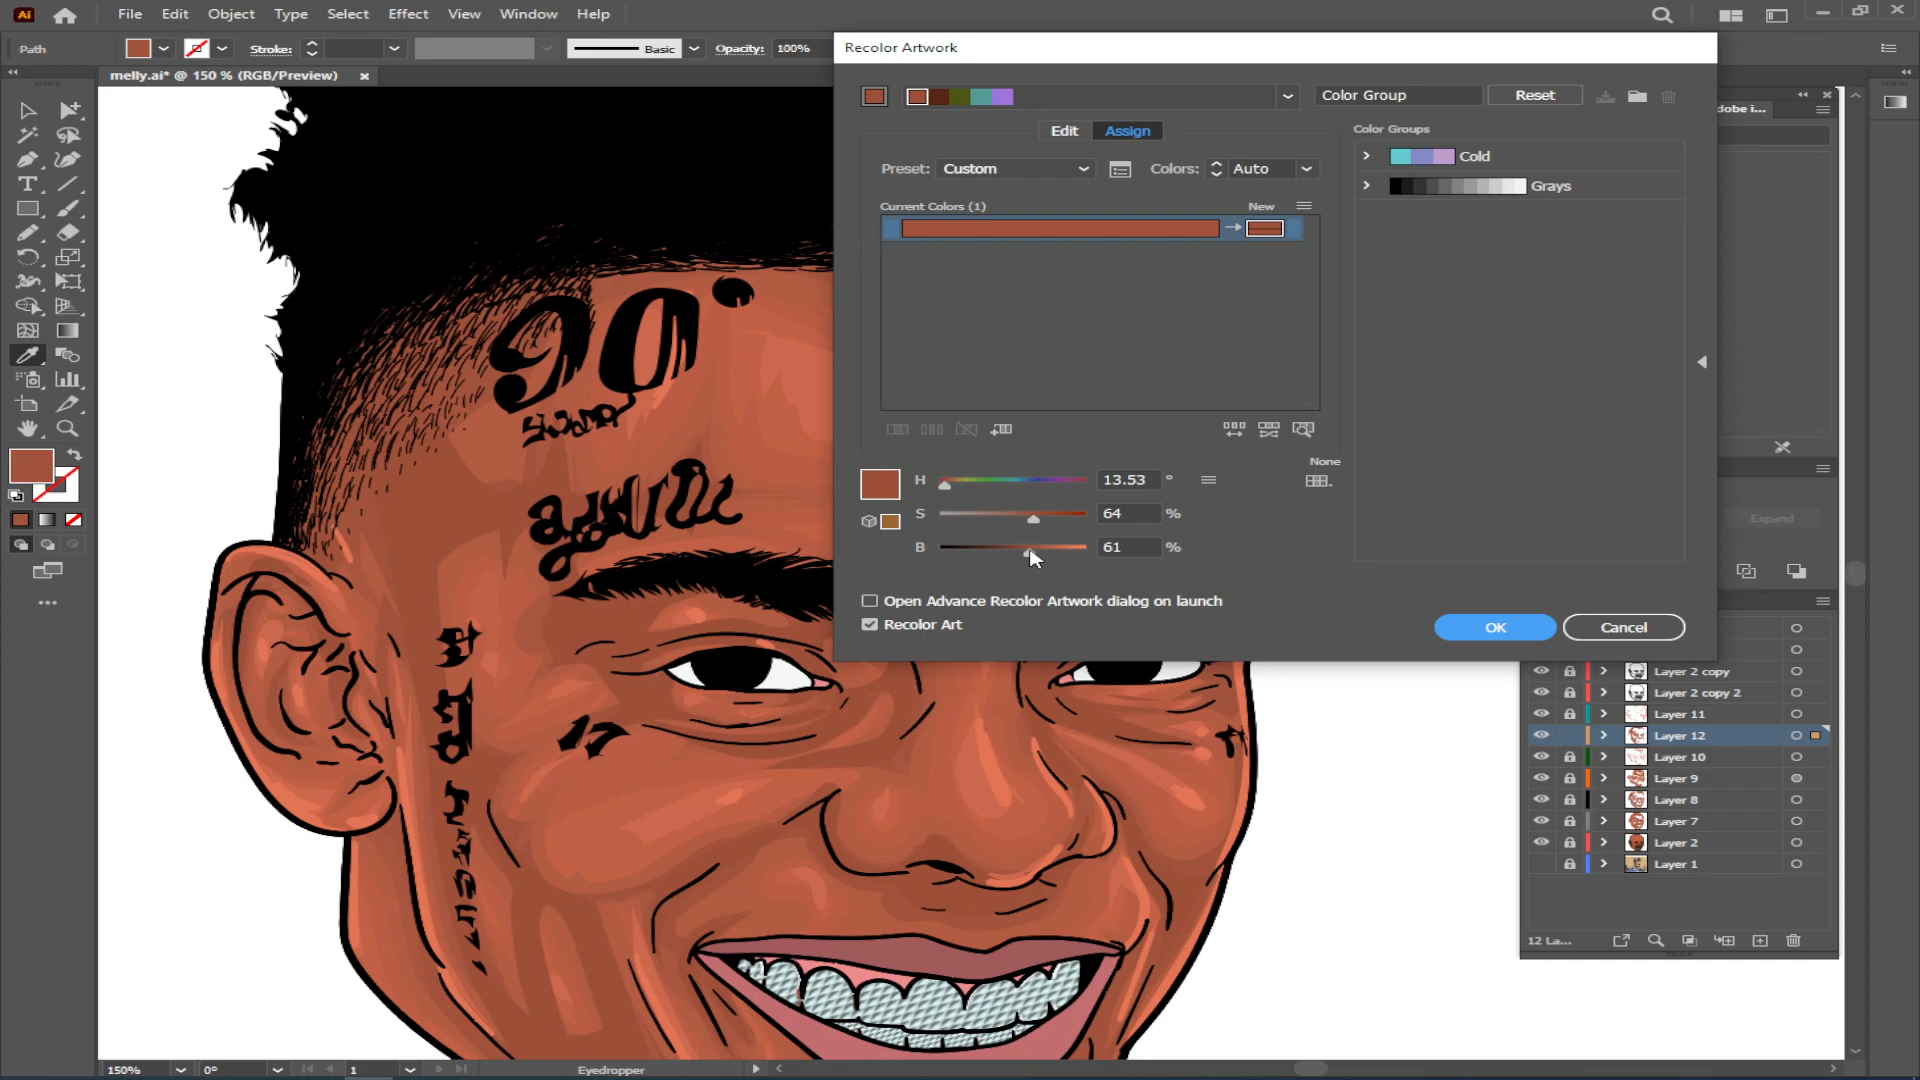 Ai File Edit Object Type Select Effect View Window Help
Path Stroke: Basic Opacity: 100%
Recolor Artwork
melly.ai* @ 150 % (RGB/Preview)
Color Group Reset
dobe i...
Edit Assign
Color Groups
Preset: Custom Colors: Auto
Cold
Grays
Current Colors (1) New
90°
None
H 13.53 °
S 64 %
B 61 %
Expand
Open Advance Recolor Artwork dialog on launch
Recolor Art
OK Cancel
Layer 2 copy
Layer 2 copy 2
Layer 11
Layer 12
Layer 10
Layer 9
Layer 8
Layer 7
Layer 2
Layer 1
17
12 La...
150% 0° 1 Eyedropper